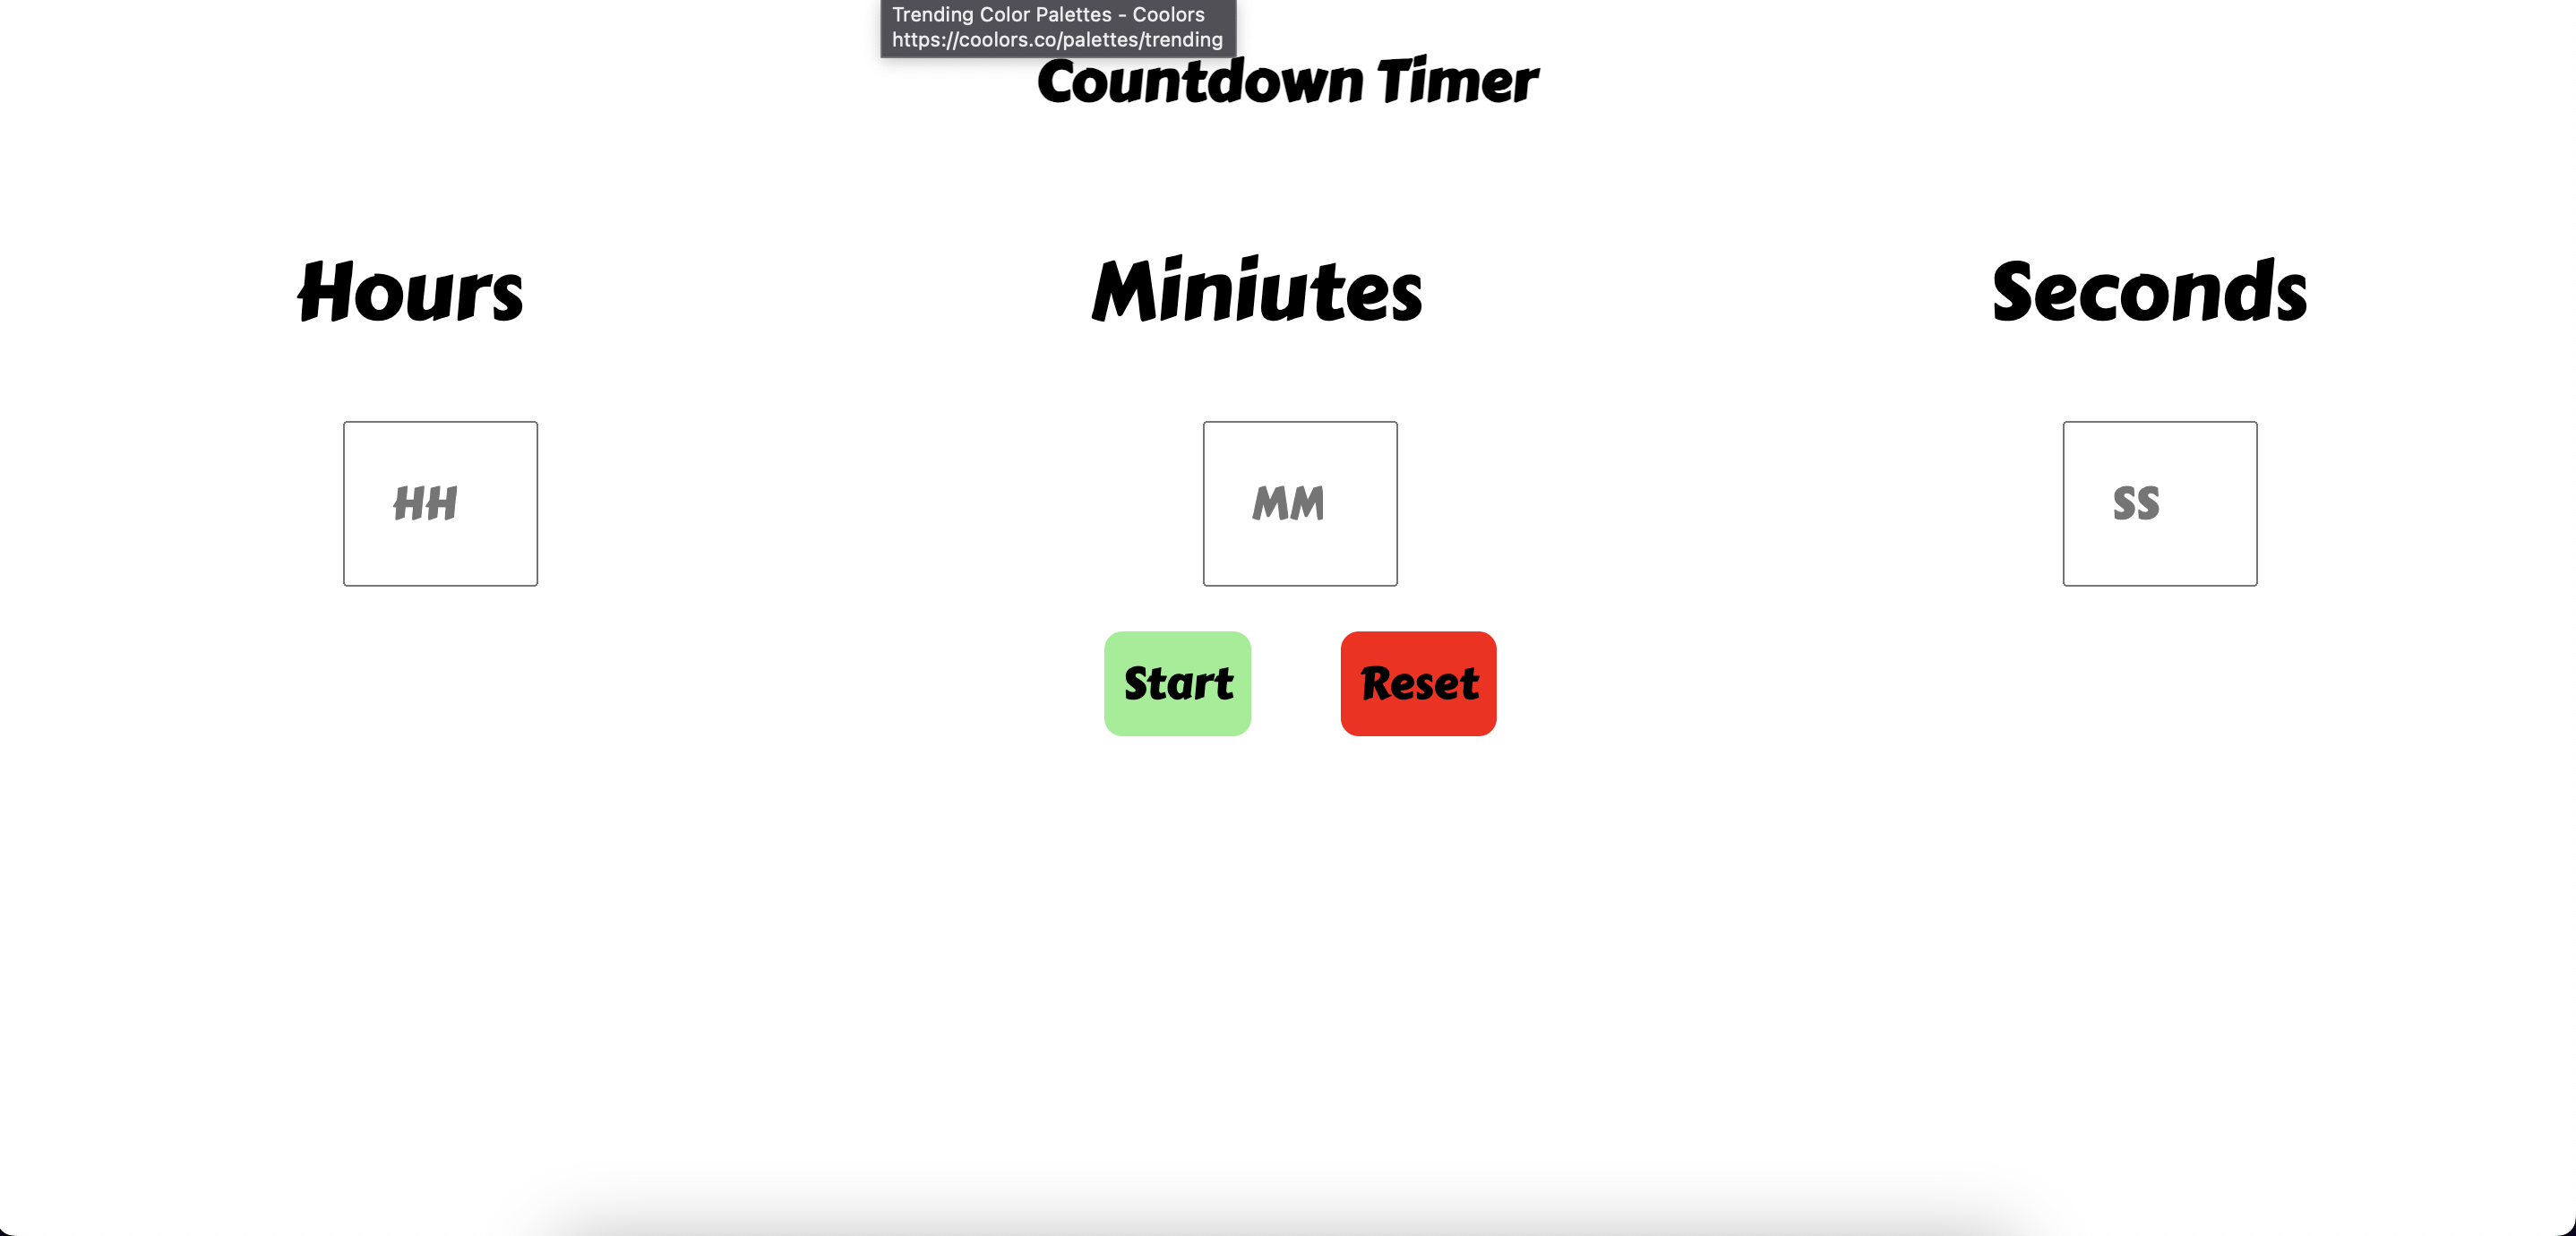 Trending Color Palettes - Coolors
https://coolors.co/palettes/trending
Countdown Timer
Hours Miniutes Seconds
HH MM SS
Start Reset